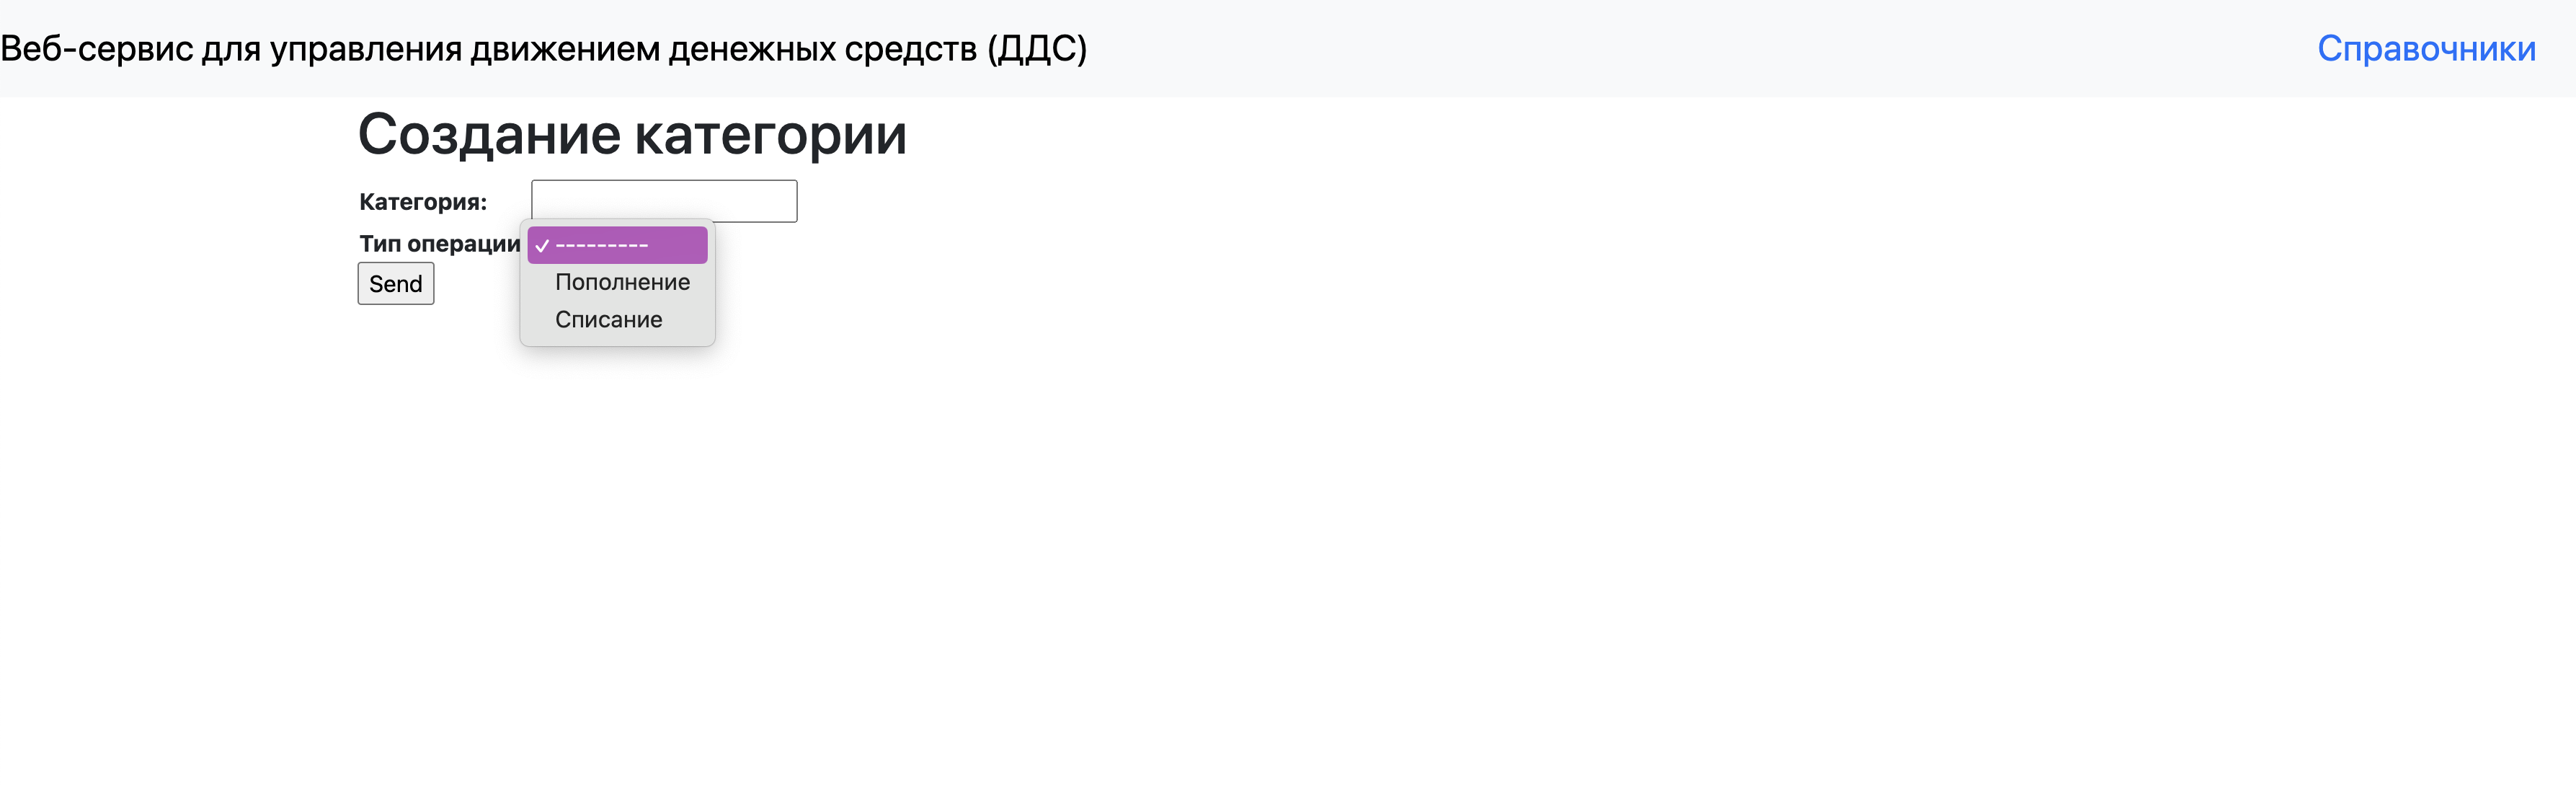 Веб-сервис для управления движением денежных средств (ДДС) Справочники
Создание категории
Категория:
Тип операции
✓ ---------
Send
Пополнение
Списание